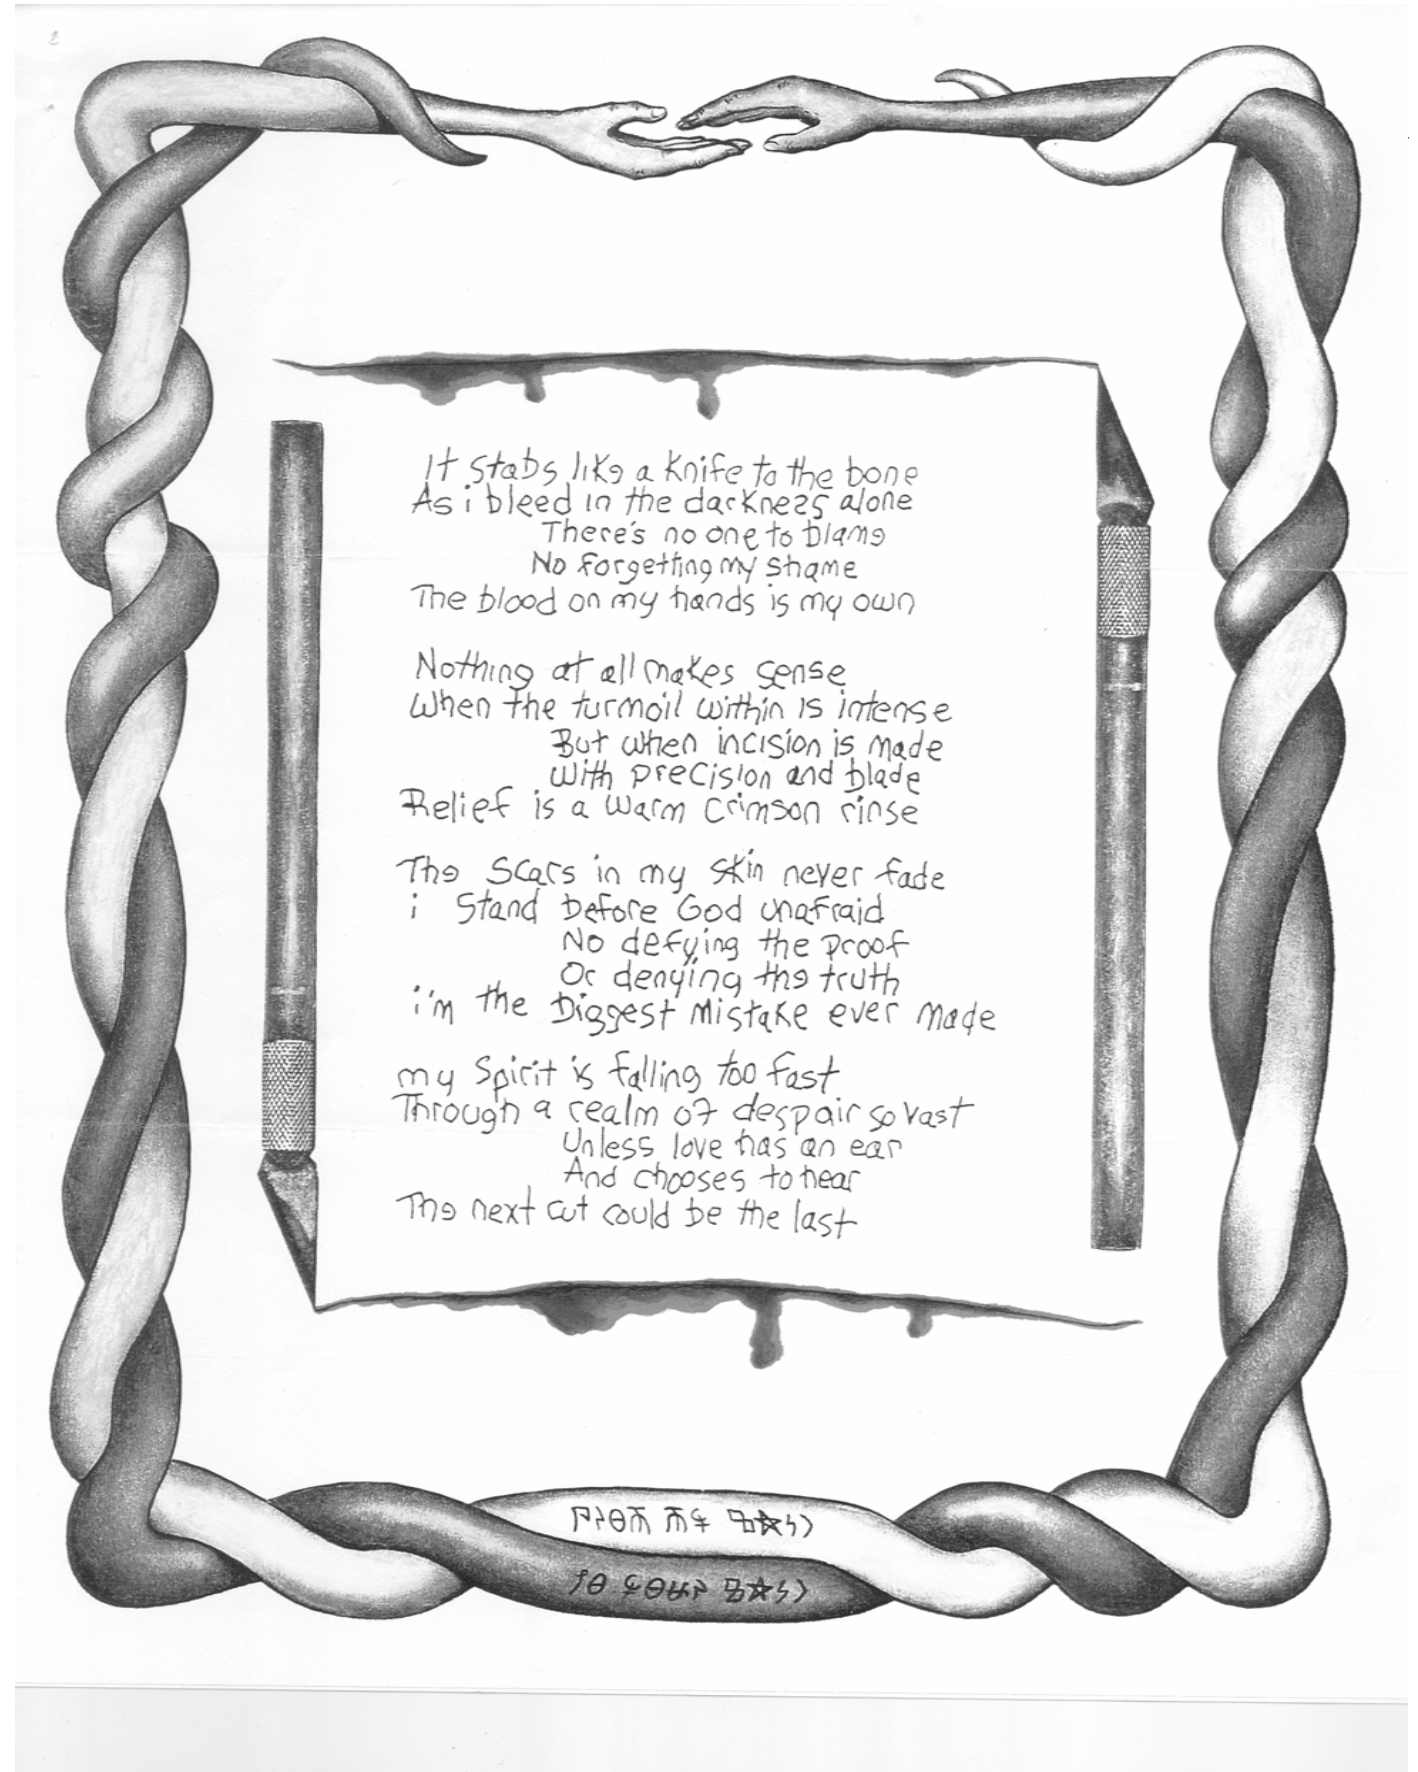 It stabs like a knife to the bone
As i bleed in the darkness alone
There's no one to blame
No forgetting my shame
The blood on my hands is my own
Nothing at all makes sense
When the turmoil within is intense
But when incision is made
With precision and blade
Relief is a warm crimson rinse
The scars in my skin never fade
i stand before God unafraid
No defying the proof
Or denying the truth
i'm the biggest mistake ever made
my spirit is falling too fast
Through a realm of despair so vast
Unless love has an ear
And chooses to hear
The next cut could be the last